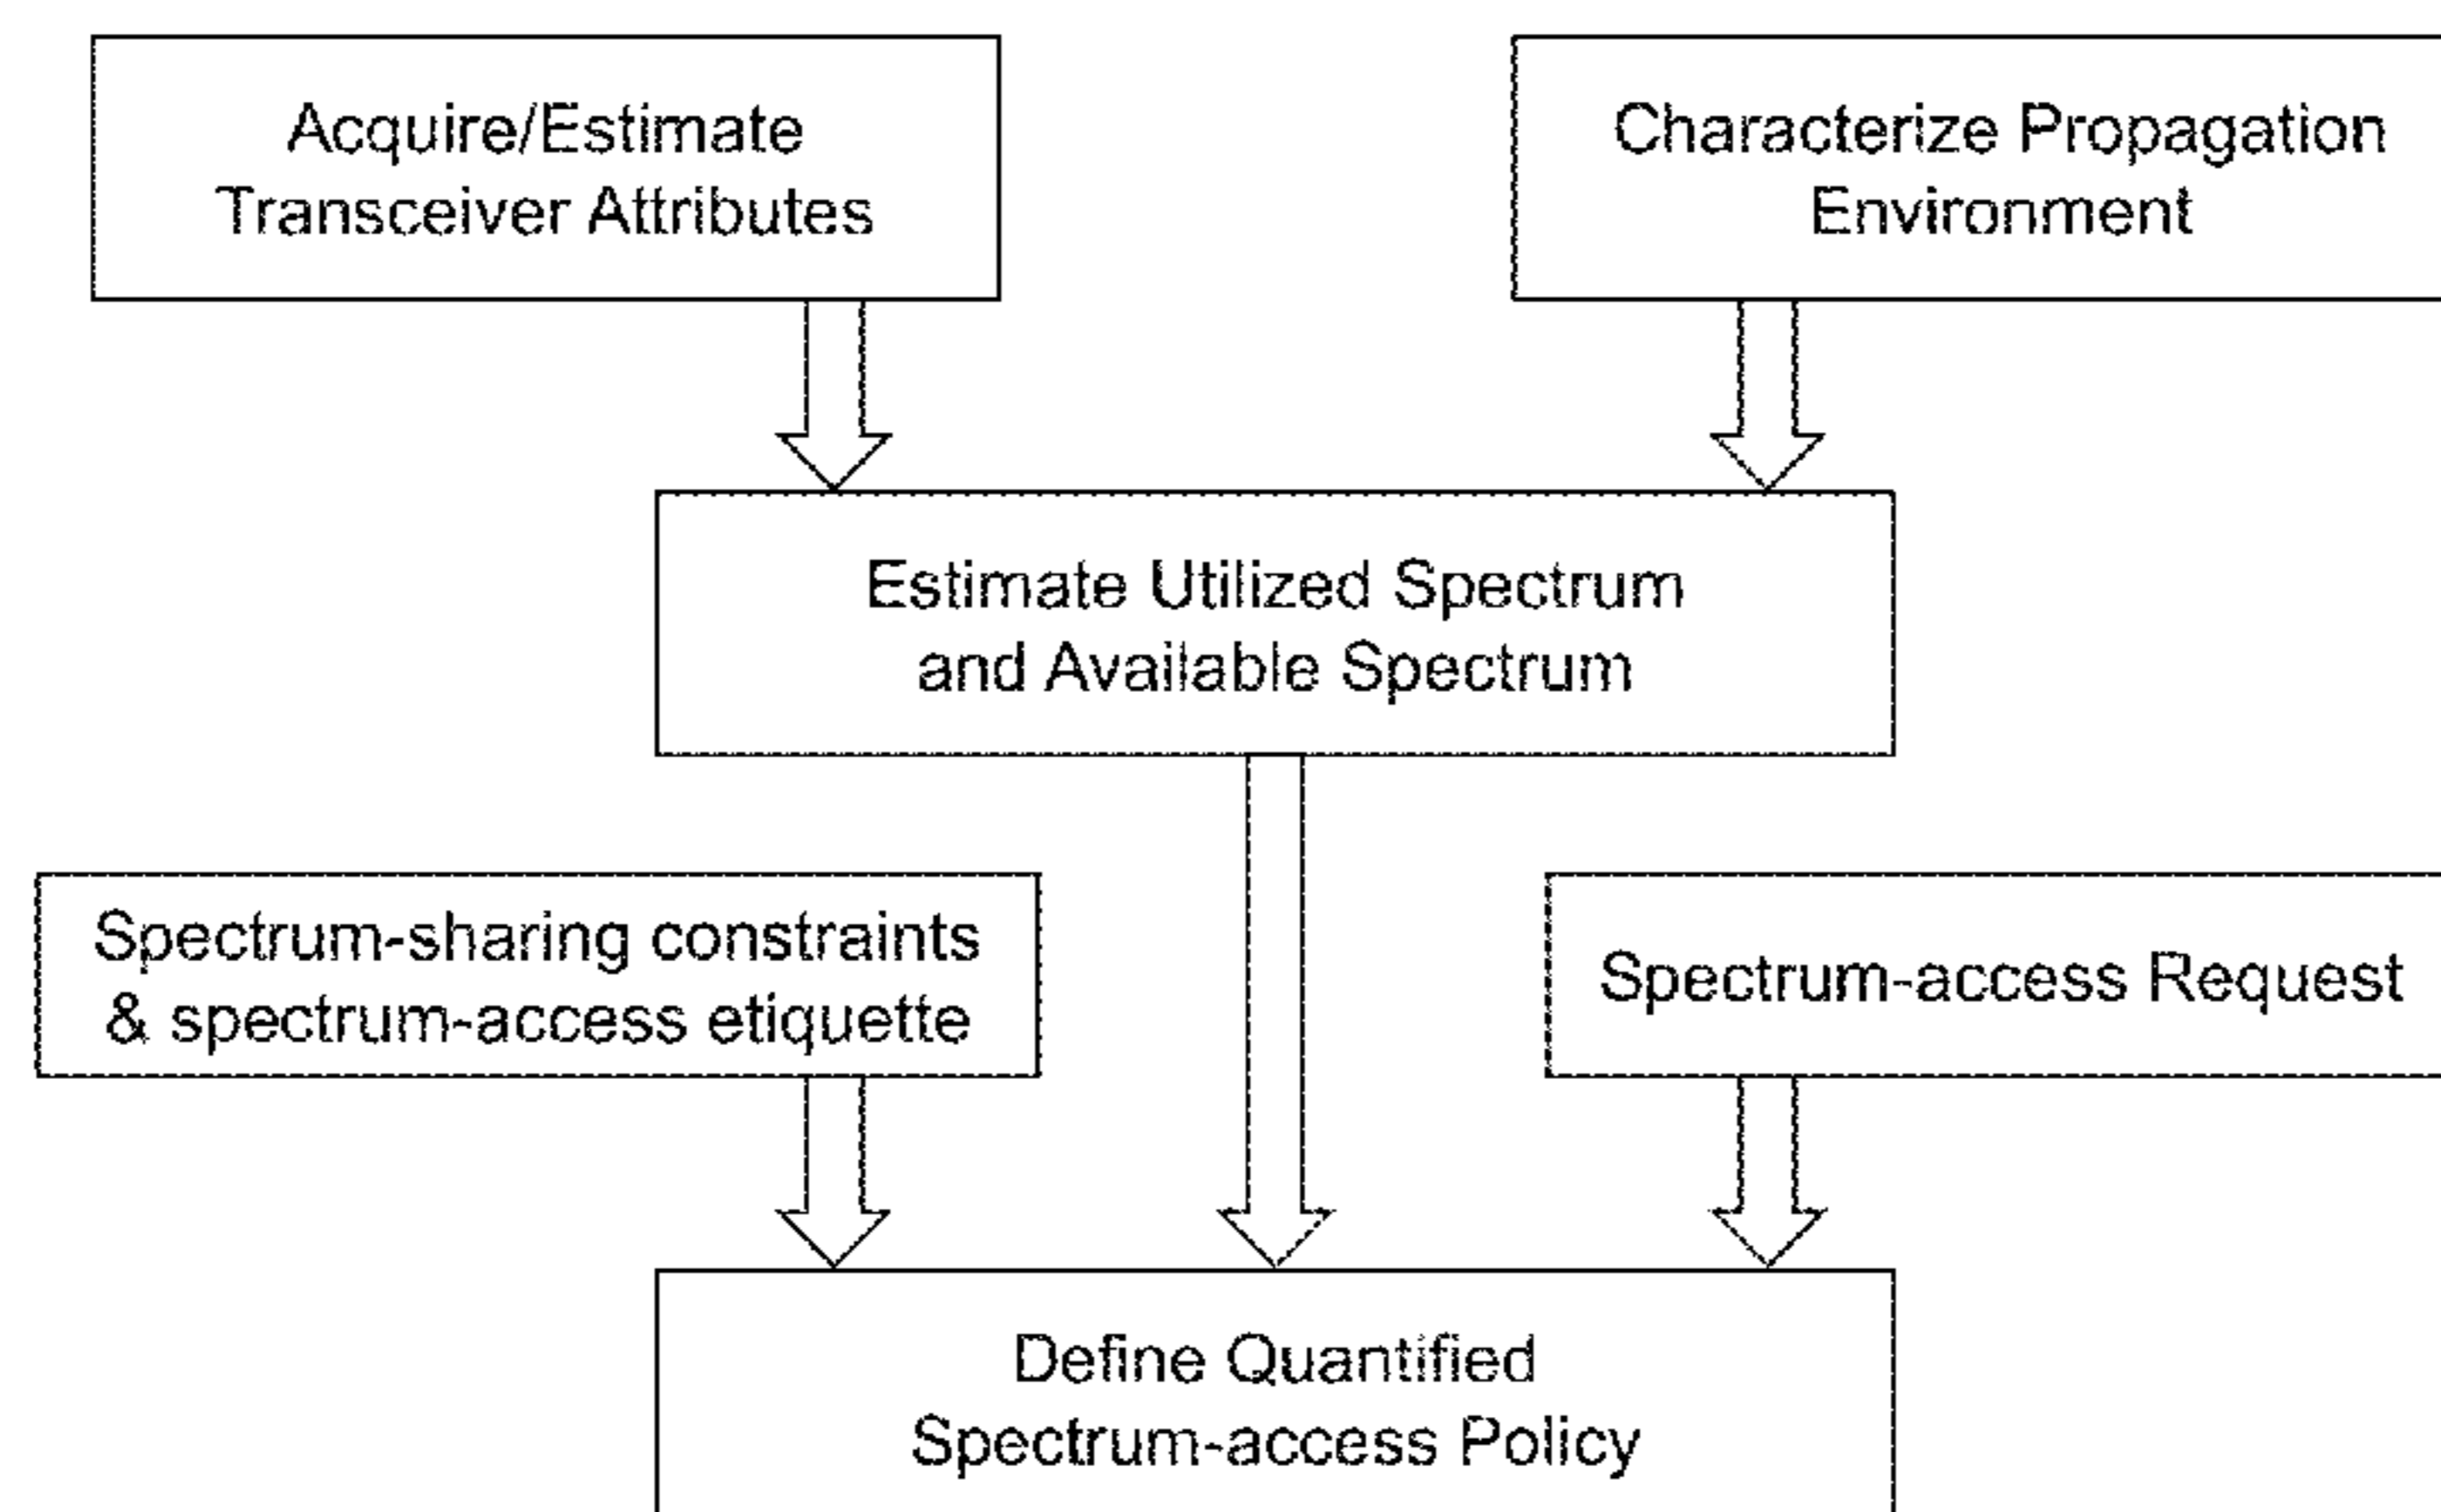 Acquire/Estimate
Transceiver Attributes
Characterize Propagation
Environment
Estimate Utilized Spectrum
and Available Spectrum
Spectrum-sharing constraints
& spectrum-access etiquette
Spectrum-access Request
Define Quantified
Spectrum-access Policy